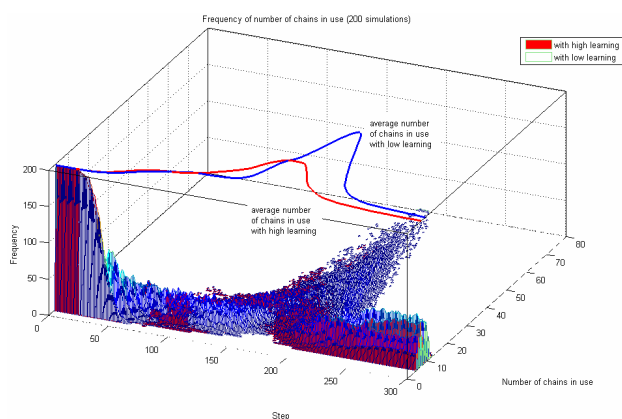 Frequency of number of chains in use (200 simulations)
with high learning
with low learning
average number
of chains in use
with low learning
average number
of chains in use
with high learning
Frequency
200
150
100
50
0
0
50
100
150
200
250
300
Step
0
10
20
30
40
50
60
70
80
Number of chains in use